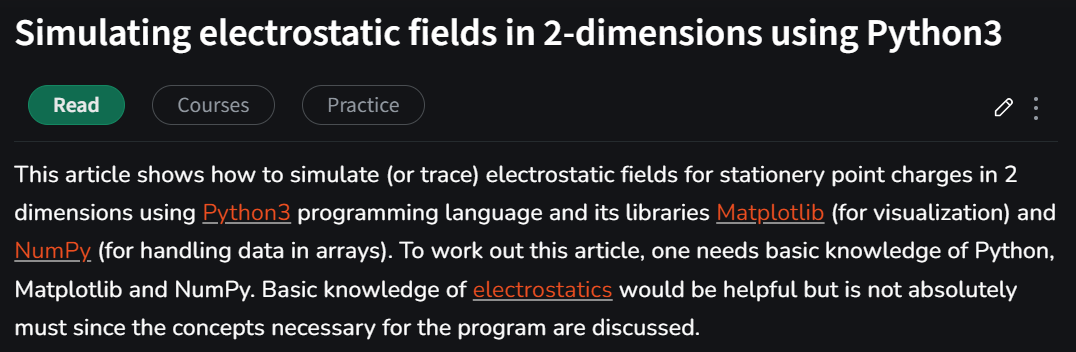 Simulating electrostatic fields in 2-dimensions using Python3
Read
Courses
Practice
This article shows how to simulate (or trace) electrostatic fields for stationery point charges in 2
dimensions using Python3 programming language and its libraries Matplotlib (for visualization) and
NumPy (for handling data in arrays). To work out this article, one needs basic knowledge of Python,
Matplotlib and NumPy. Basic knowledge of electrostatics would be helpful but is not absolutely
must since the concepts necessary for the program are discussed.